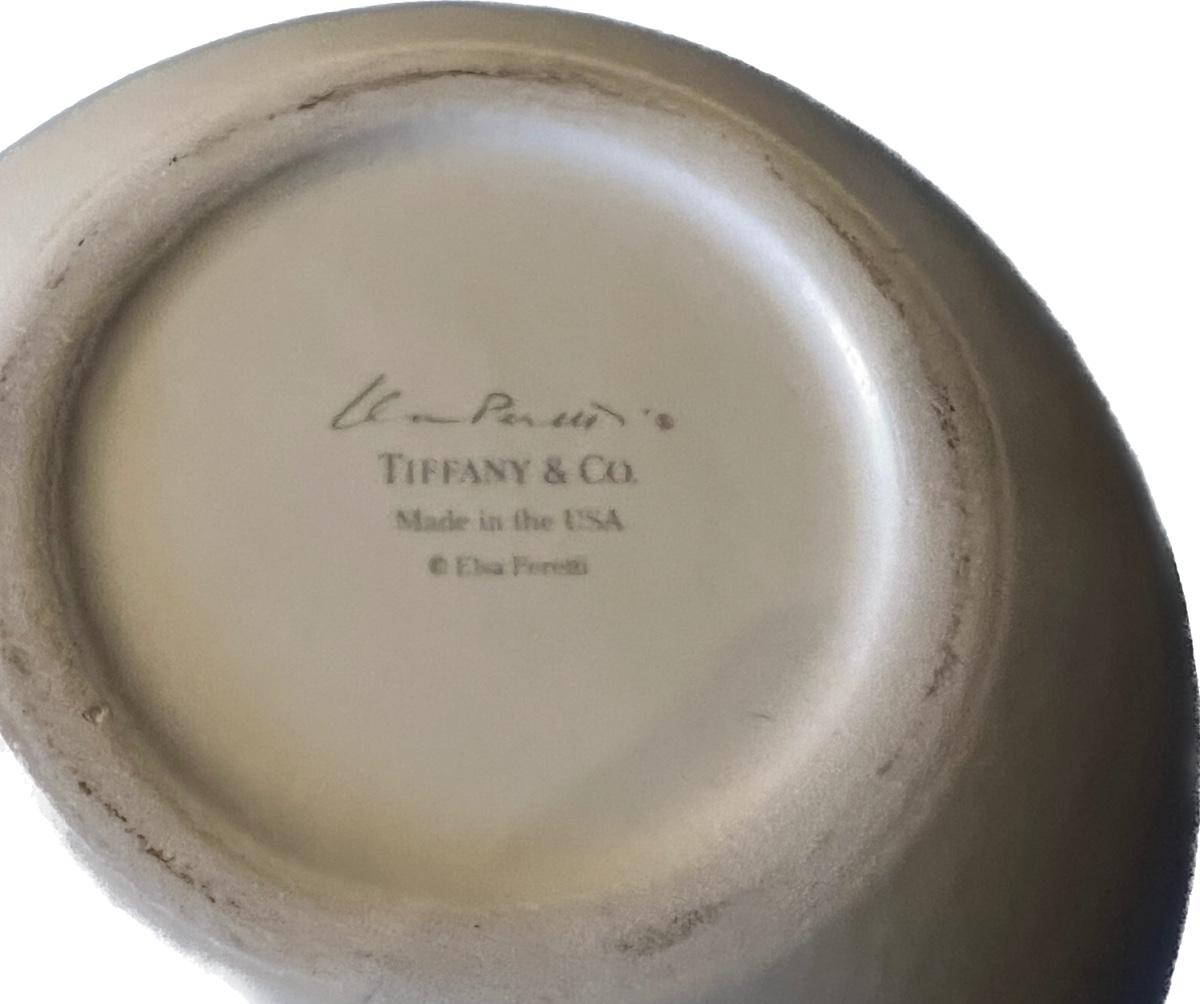 Elsa Peretti ®
TIFFANY & CO.
Made in the USA
© Elsa Peretti